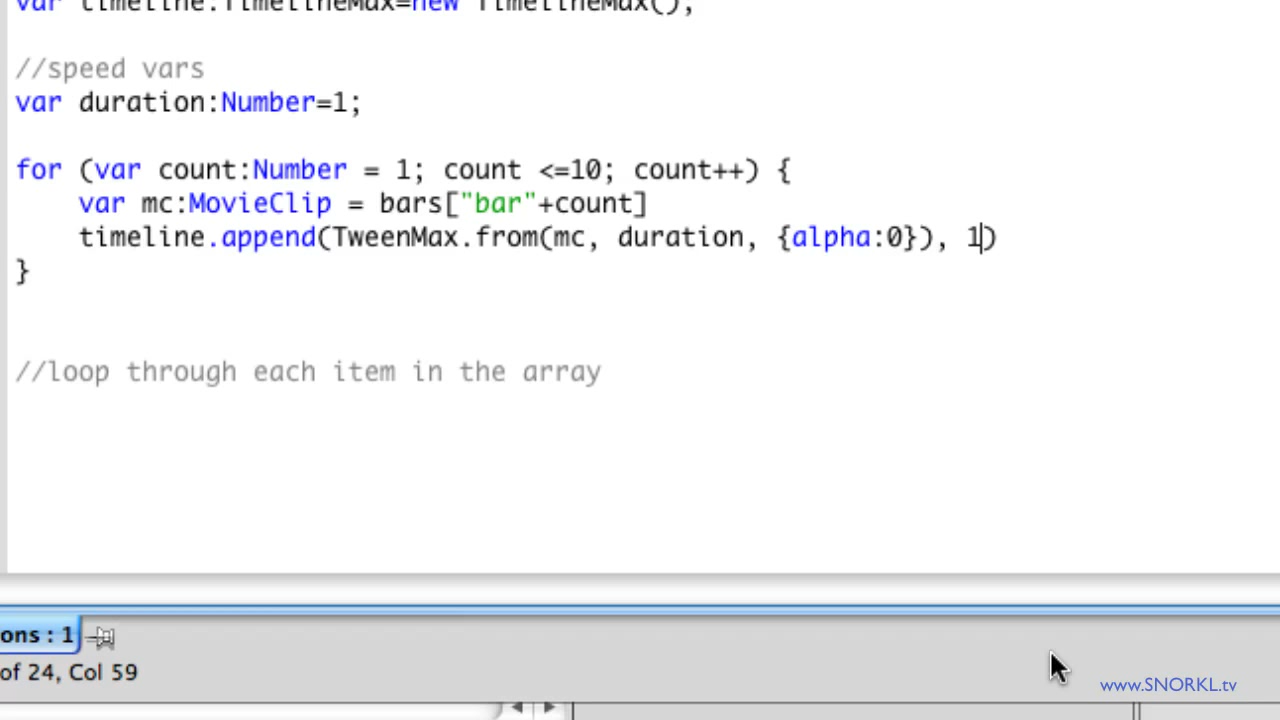 var timeline:TimelineMax=new TimelineMax();
//speed vars
var duration:Number=1;
for (var count:Number = 1; count <=10; count++) {
var mc:MovieClip = bars["bar"+count]
timeline.append(TweenMax.from(mc, duration, {alpha:0}), 1)
}
//loop through each item in the array
ons : 1
of 24, Col 59
www.SNORKL.tv